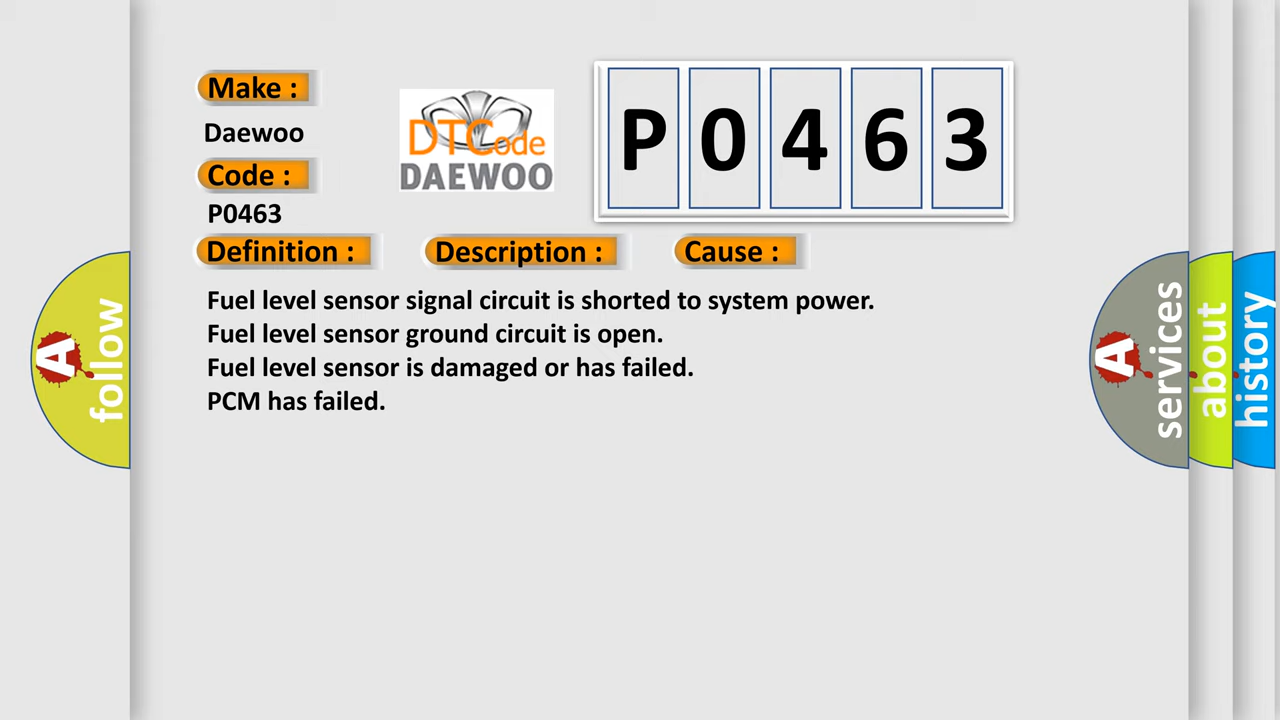 Make :
Daewoo
Code :
P0463
DTCode
DAEWOO
P0463
Definition :
Description :
Cause :
Fuel level sensor signal circuit is shorted to system power.
Fuel level sensor ground circuit is open.
Fuel level sensor is damaged or has failed.
PCM has failed.
A
follow
A
services
about
history